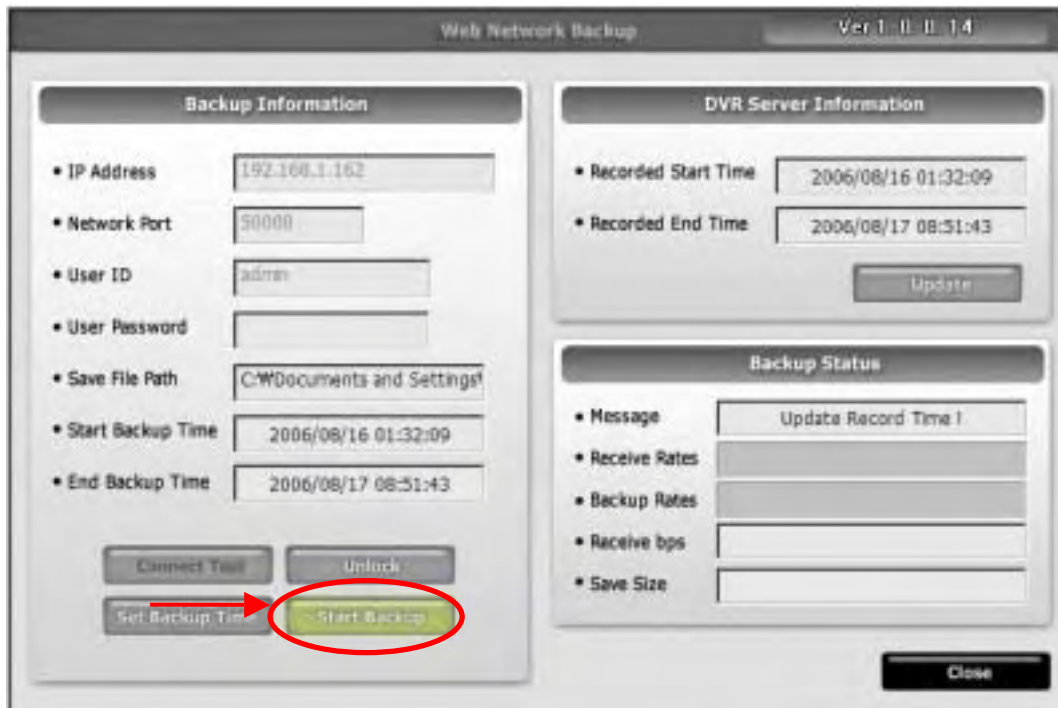 Web Network Backup
Ver 1. 0. 0. 14
Backup Information
• IP Address 192.168.1.162
• Network Port 50000
• User ID admin
• User Password
• Save File Path C:₩Documents and Settings
• Start Backup Time 2006/08/16 01:32:09
• End Backup Time 2006/08/17 08:51:43
Connect Test Unlock
Set Backup Time Start Backup
DVR Server Information
• Recorded Start Time 2006/08/16 01:32:09
• Recorded End Time 2006/08/17 08:51:43
Update
Backup Status
• Message Update Record Time !
• Receive Rates
• Backup Rates
• Receive bps
• Save Size
Close